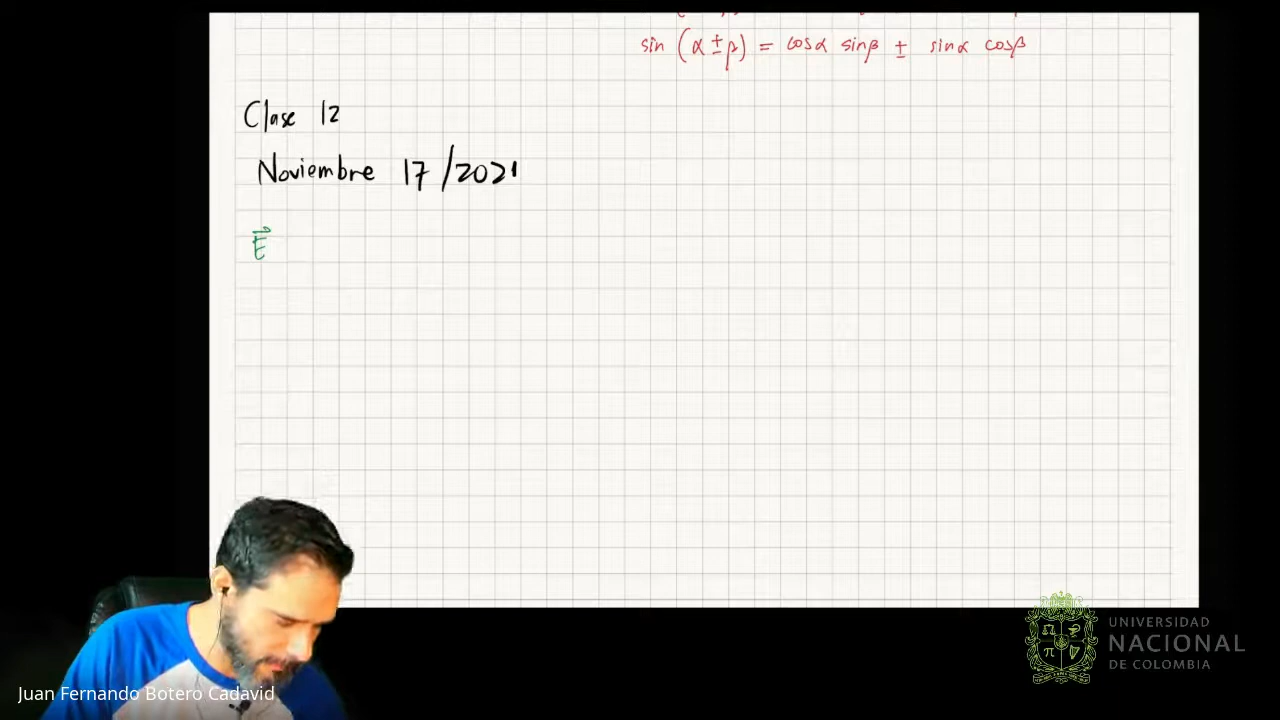 sin (α ± β) = cosα sinβ ± sinα cosβ
Clase 12
Noviembre 17/2021
E⃗
Juan Fernando Botero Cadavid
UNIVERSIDAD
NACIONAL
DE COLOMBIA